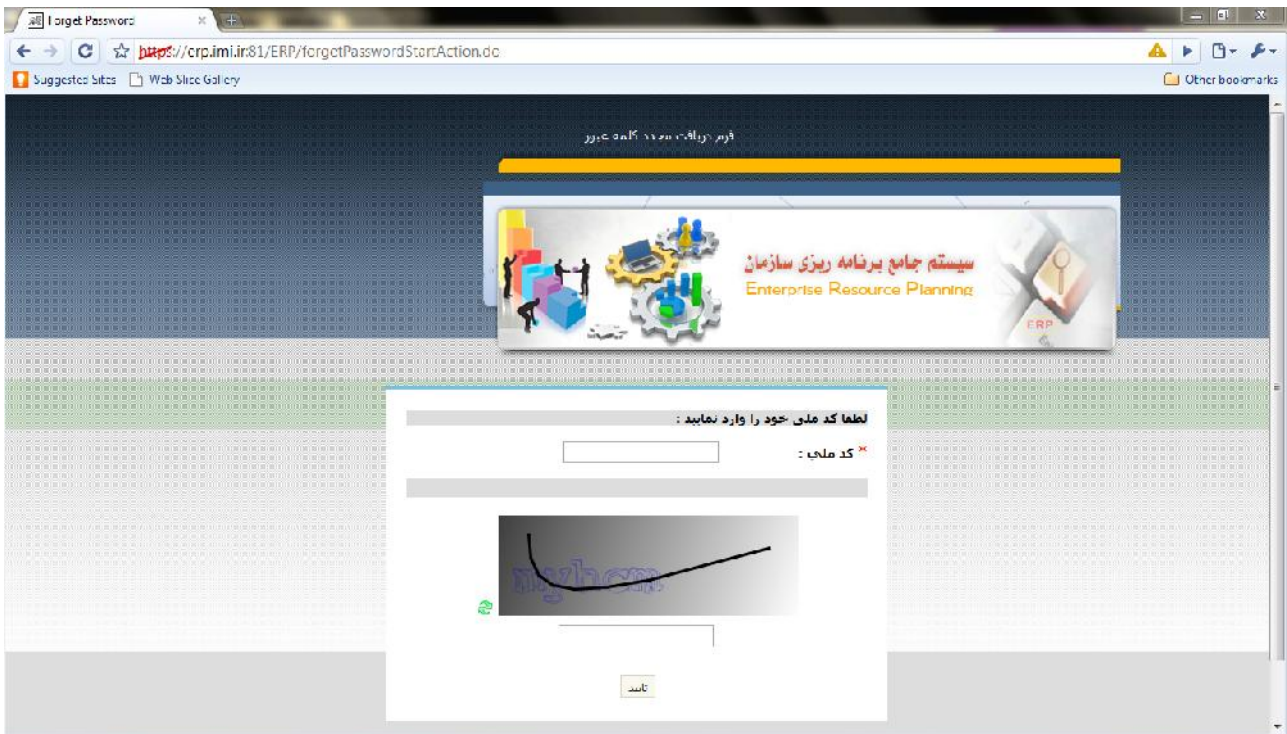 Forget Password
https://erp.imi.ir:81/ERP/forgetPasswordStartAction.do
Suggested Sites
Web Slice Gallery
Other bookmarks
فرم دریافت مجدد کلمه عبور
سیستم جامع برنامه ریزی سازمان
Enterprise Resource Planning
ERP
لطفا کد ملی خود را وارد نمایید :
* کد ملی :
myhcm
تایید